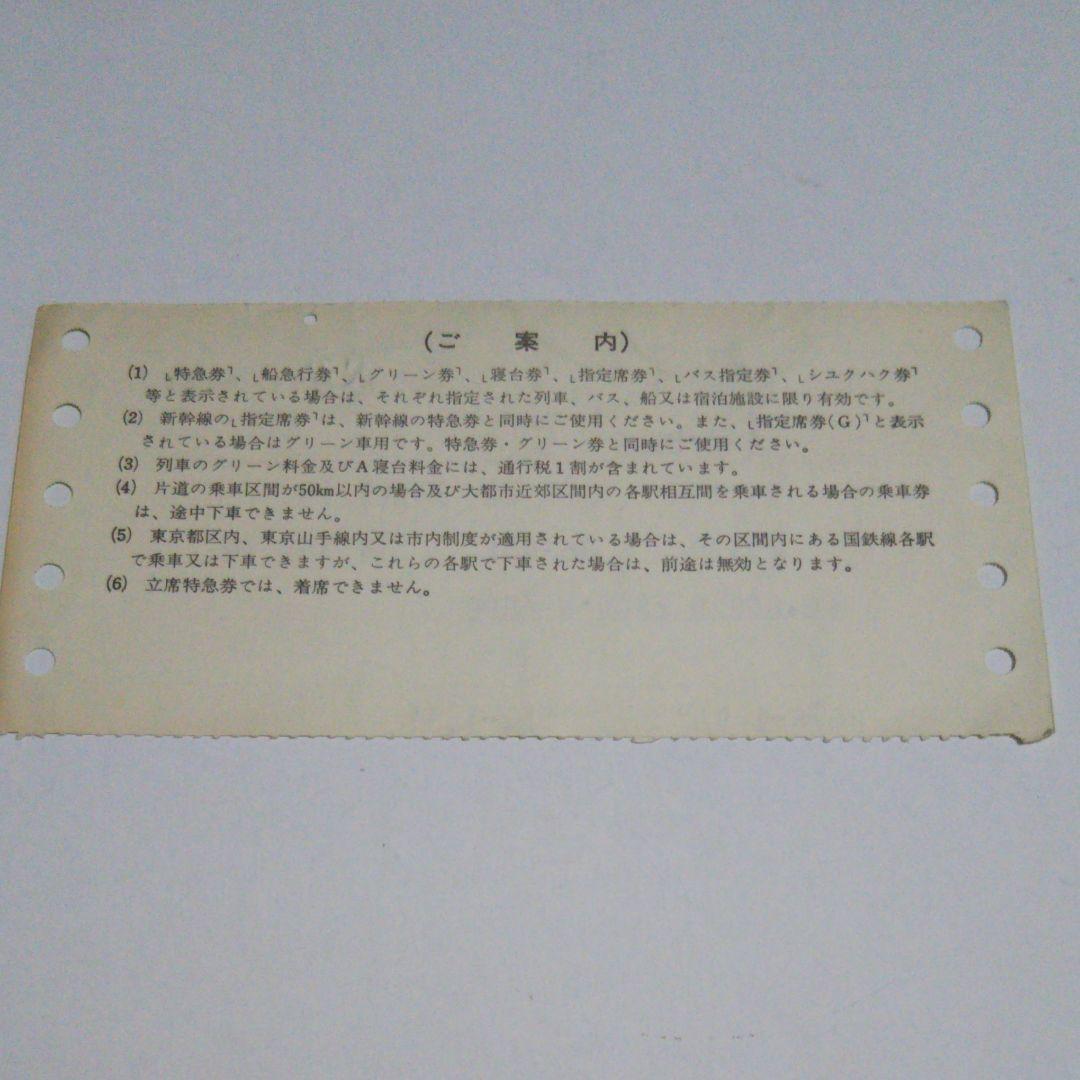 （ご　案　内）
(1) ｢特急券｣、｢船急行券｣、｢グリーン券｣、｢寝台券｣、｢指定席券｣、｢バス指定券｣、｢シユクハク券｣
等と表示されている場合は、それぞれ指定された列車、バス、船又は宿泊施設に限り有効です。
(2) 新幹線の｢指定席券｣は、新幹線の特急券と同時にご使用ください。また、｢指定席券(G)｣と表示
されている場合はグリーン車用です。特急券・グリーン券と同時にご使用ください。
(3) 列車のグリーン料金及びＡ寝台料金には、通行税１割が含まれています。
(4) 片道の乗車区間が50㎞以内の場合及び大都市近郊区間内の各駅相互間を乗車される場合の乗車券
は、途中下車できません。
(5) 東京都区内、東京山手線内又は市内制度が適用されている場合は、その区間内にある国鉄線各駅
で乗車又は下車できますが、これらの各駅で下車された場合は、前途は無効となります。
(6) 立席特急券では、着席できません。